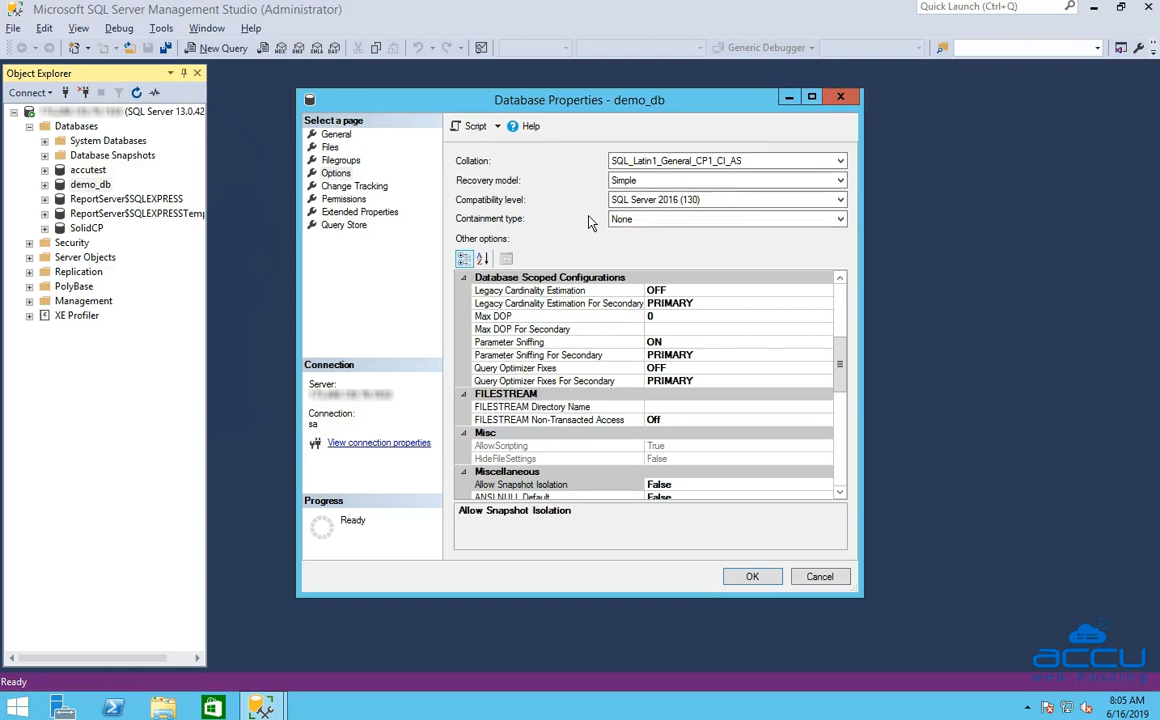 Microsoft SQL Server Management Studio (Administrator)
Quick Launch (Ctrl+Q)
File Edit View Debug Tools Window Help
New Query
Generic Debugger
Object Explorer
Connect
(SQL Server 13.0.42
Databases
System Databases
Database Snapshots
accutest
demo_db
ReportServer$SQLEXPRESS
ReportServer$SQLEXPRESSTemp
SolidCP
Security
Server Objects
Replication
PolyBase
Management
XE Profiler
Database Properties - demo_db
Select a page
General
Files
Filegroups
Options
Change Tracking
Permissions
Extended Properties
Query Store
Connection
Server:
Connection:
sa
View connection properties
Progress
Ready
Script Help
Collation: SQL_Latin1_General_CP1_CI_AS
Recovery model: Simple
Compatibility level: SQL Server 2016 (130)
Containment type: None
Other options:
Database Scoped Configurations
Legacy Cardinality Estimation OFF
Legacy Cardinality Estimation For Secondary PRIMARY
Max DOP 0
Max DOP For Secondary
Parameter Sniffing ON
Parameter Sniffing For Secondary PRIMARY
Query Optimizer Fixes OFF
Query Optimizer Fixes For Secondary PRIMARY
FILESTREAM
FILESTREAM Directory Name
FILESTREAM Non-Transacted Access Off
Misc
AllowScripting True
HideFileSettings False
Miscellaneous
Allow Snapshot Isolation False
ANSI NULL Default False
Allow Snapshot Isolation
OK Cancel
accu
web hosting
Ready
8:05 AM
6/16/2019